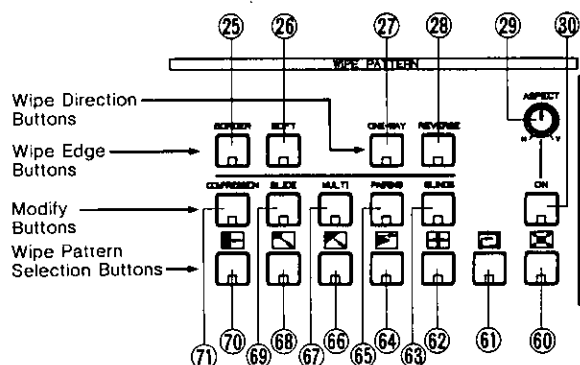 25 26 27 28 29 30
WIPE PATTERN
Wipe Direction
Buttons
ASPECT
BORDER SOFT ONE-WAY REVERSE
H Y
Wipe Edge
Buttons
COMPRESSION SLIDE MULTI PAIRING BLINDS ON
Modify
Buttons
Wipe Pattern
Selection Buttons
70 68 66 64 62 61 60
71 69 67 65 63